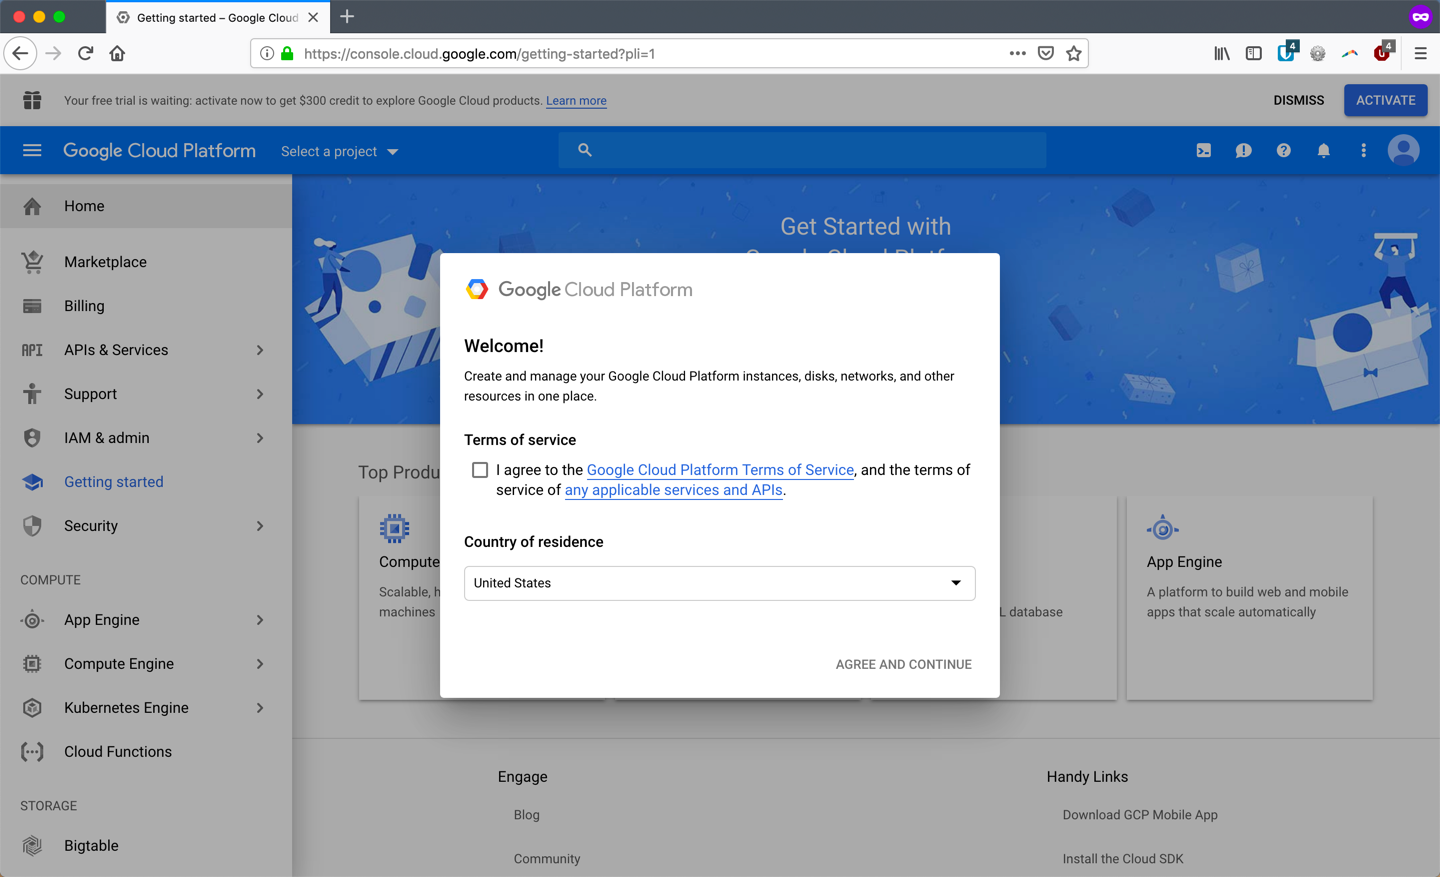 Getting started – Google Cloud
https://console.cloud.google.com/getting-started?pli=1
4
4
Your free trial is waiting: activate now to get $300 credit to explore Google Cloud products. Learn more
DISMISS
ACTIVATE
Google Cloud Platform
Select a project
Home
Marketplace
Billing
API
APIs & Services
Support
IAM & admin
Getting started
Security
COMPUTE
App Engine
Compute Engine
Kubernetes Engine
Cloud Functions
STORAGE
Bigtable
Get Started with
Google Cloud Platform
Welcome!
Create and manage your Google Cloud Platform instances, disks, networks, and other
resources in one place.
Terms of service
I agree to the Google Cloud Platform Terms of Service, and the terms of
service of any applicable services and APIs.
Country of residence
United States
AGREE AND CONTINUE
Top Produ
Compute
Scalable, h
machines
L database
App Engine
A platform to build web and mobile
apps that scale automatically
Engage
Blog
Community
Handy Links
Download GCP Mobile App
Install the Cloud SDK